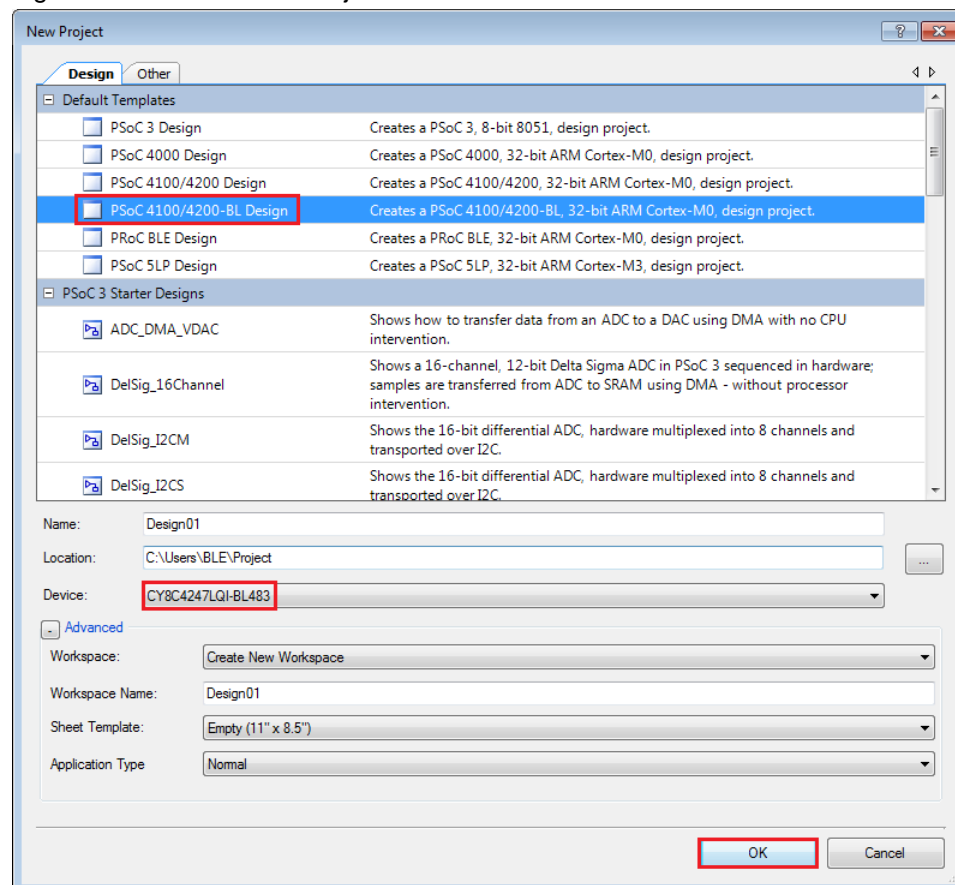 New Project
Design Other
Default Templates
PSoC 3 Design Creates a PSoC 3, 8-bit 8051, design project.
PSoC 4000 Design Creates a PSoC 4000, 32-bit ARM Cortex-M0, design project.
PSoC 4100/4200 Design Creates a PSoC 4100/4200, 32-bit ARM Cortex-M0, design project.
PSoC 4100/4200-BL Design Creates a PSoC 4100/4200-BL, 32-bit ARM Cortex-M0, design project.
PRoC BLE Design Creates a PRoC BLE, 32-bit ARM Cortex-M0, design project.
PSoC 5LP Design Creates a PSoC 5LP, 32-bit ARM Cortex-M3, design project.
PSoC 3 Starter Designs
ADC_DMA_VDAC Shows how to transfer data from an ADC to a DAC using DMA with no CPU
intervention.
DelSig_16Channel Shows a 16-channel, 12-bit Delta Sigma ADC in PSoC 3 sequenced in hardware;
samples are transferred from ADC to SRAM using DMA - without processor
intervention.
DelSig_I2CM Shows the 16-bit differential ADC, hardware multiplexed into 8 channels and
transported over I2C.
DelSig_I2CS Shows the 16-bit differential ADC, hardware multiplexed into 8 channels and
transported over I2C.
Name: Design01
Location: C:\Users\BLE\Project ...
Device: CY8C4247LQI-BL483
Advanced
Workspace: Create New Workspace
Workspace Name: Design01
Sheet Template: Empty (11" x 8.5")
Application Type Normal
OK Cancel